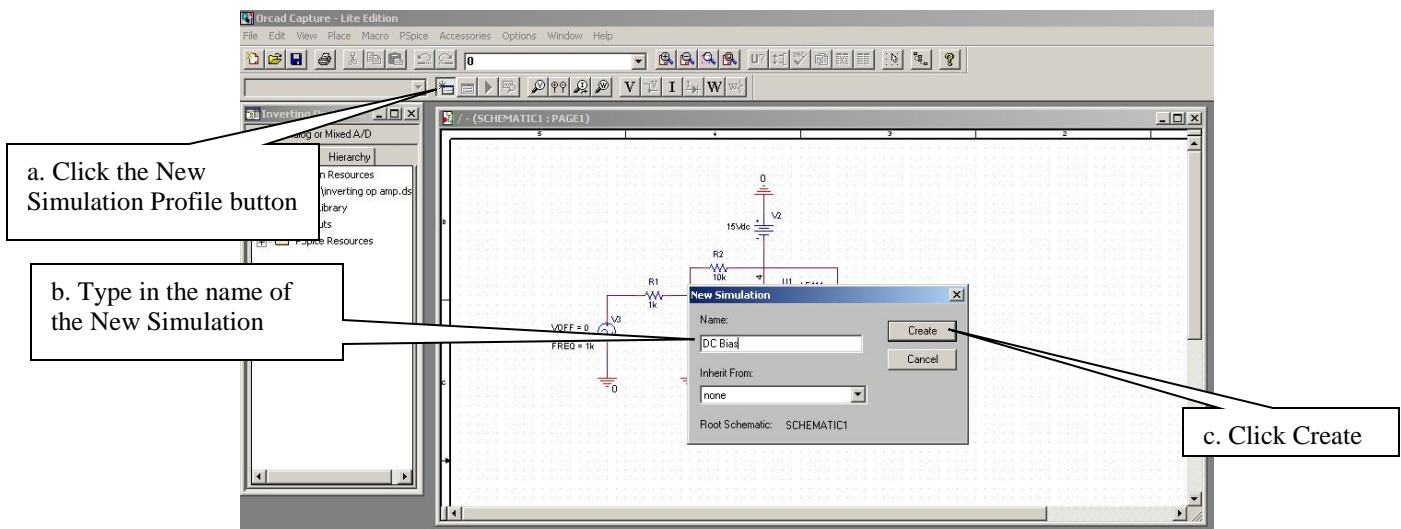 Orcad Capture - Lite Edition
File Edit View Place Macro PSpice Accessories Options Window Help
0
U?
V I W
Inverting
/ - (SCHEMATIC1 : PAGE1)
or Mixed A/D
5 4 3 2
Hierarchy
n Resources
\inverting op amp.ds
ibrary
uts
PSpice Resources
a. Click the New
Simulation Profile button
0
V2
15Vdc
R2
10k
4
U1
R1
1k
V3
VOFF = 0
FREQ = 1k
0
D
C
b. Type in the name of
the New Simulation
New Simulation
Name:
DC Bias
Create
Cancel
Inherit From:
none
Root Schematic: SCHEMATIC1
c. Click Create